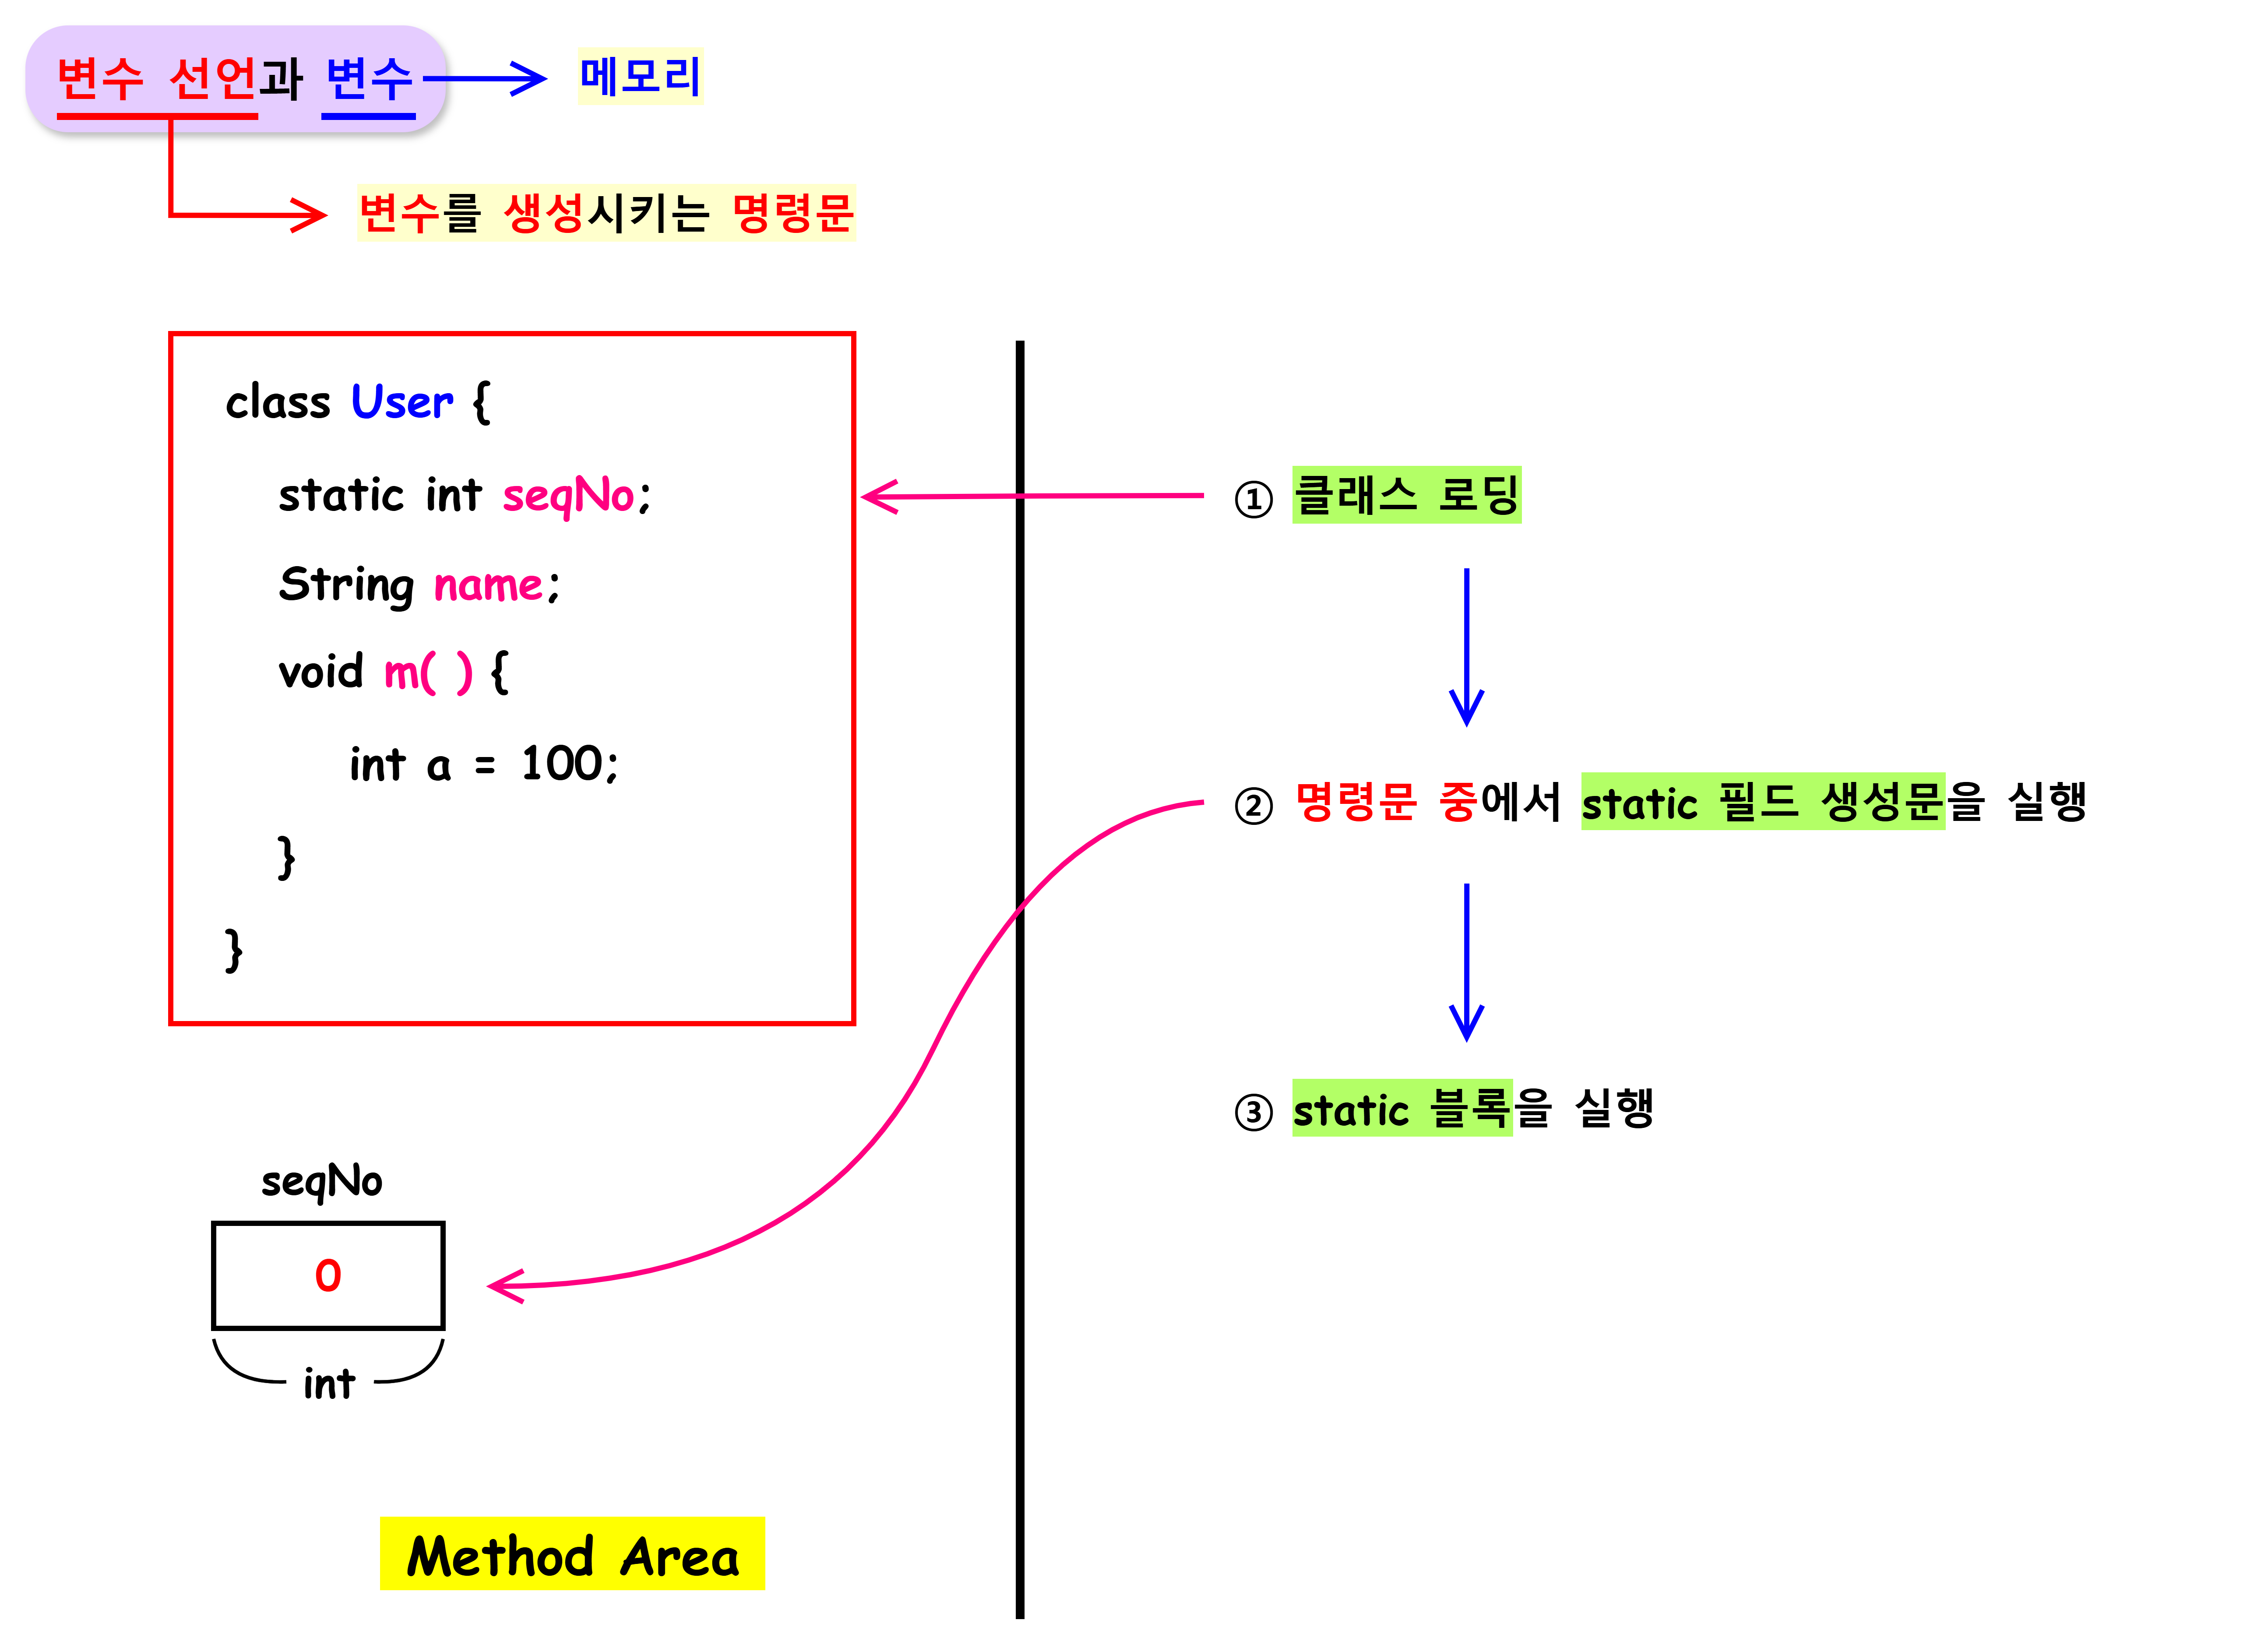 변수 선언과 변수
메모리
변수를 생성시키는 명령문
class User {
static int seqNo;
String name;
void m( ) {
int a = 100;
}
}
seqNo
0
int
Method Area
① 클래스 로딩
② 명령문 중에서 static 필드 생성문을 실행
③ static 블록을 실행